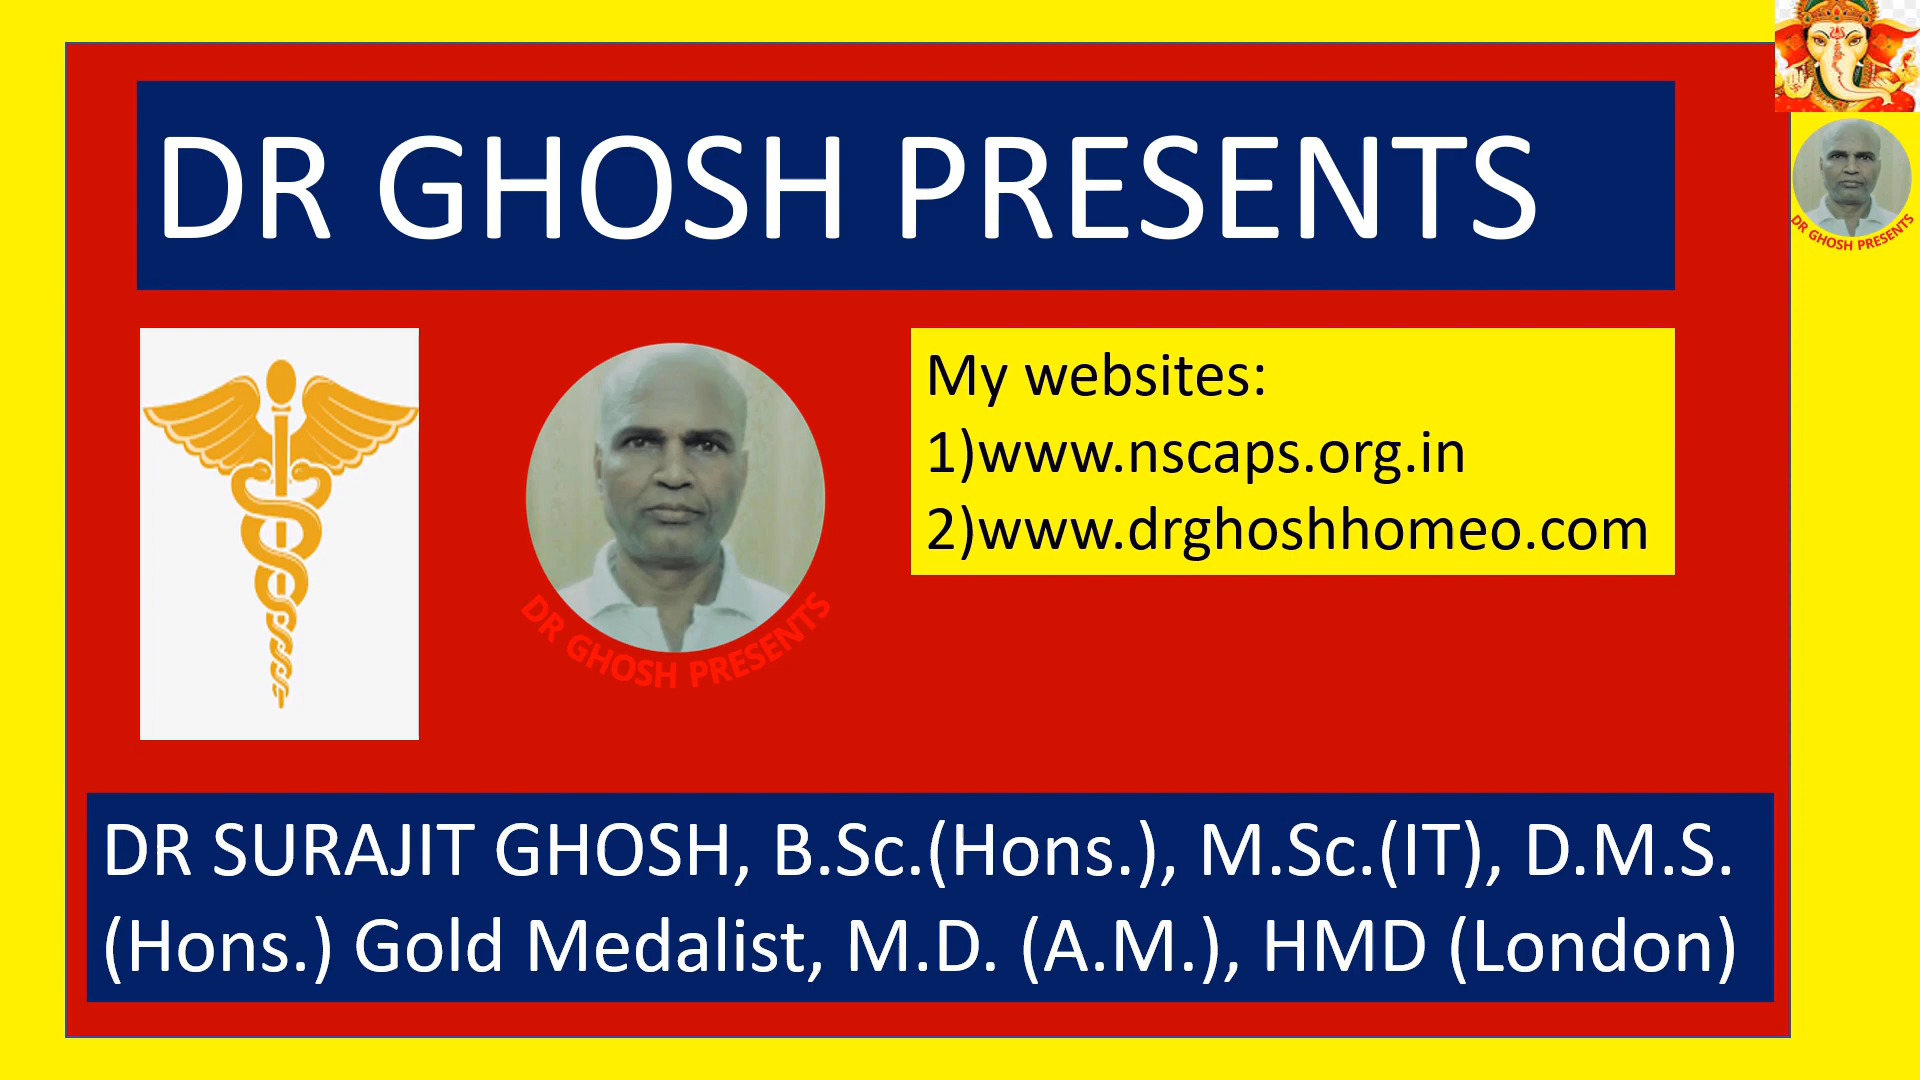 DR GHOSH PRESENTS
DR GHOSH PRESENTS
My websites:
1)www.nscaps.org.in
2)www.drghoshhomeo.com
DR GHOSH PRESENTS
DR SURAJIT GHOSH, B.Sc.(Hons.), M.Sc.(IT), D.M.S.
(Hons.) Gold Medalist, M.D. (A.M.), HMD (London)